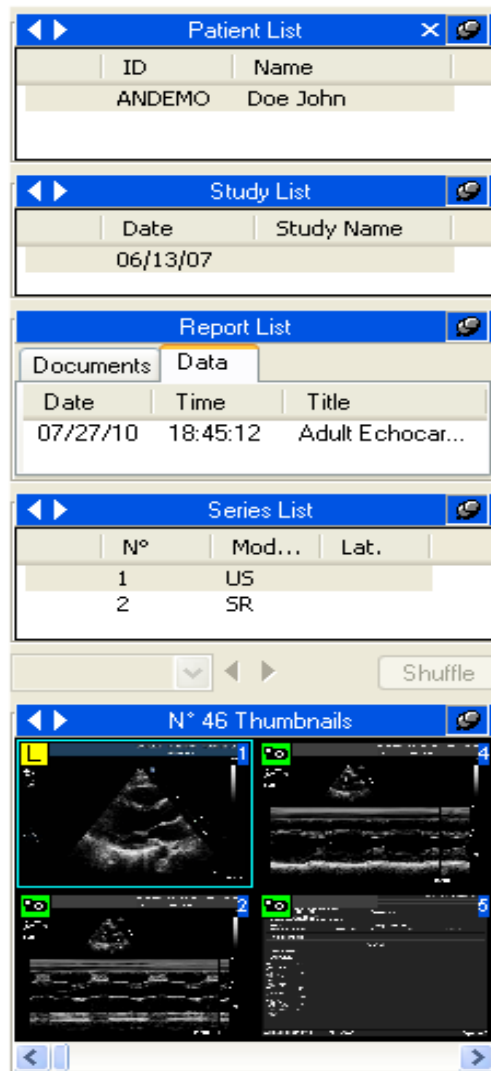 Patient List
ID Name
ANDEMO Doe John
Study List
Date Study Name
06/13/07
Report List
Documents Data
Date Time Title
07/27/10 18:45:12 Adult Echocar...
Series List
N° Mod... Lat.
1 US
2 SR
Shuffle
N° 46 Thumbnails
L 1 4
2 5